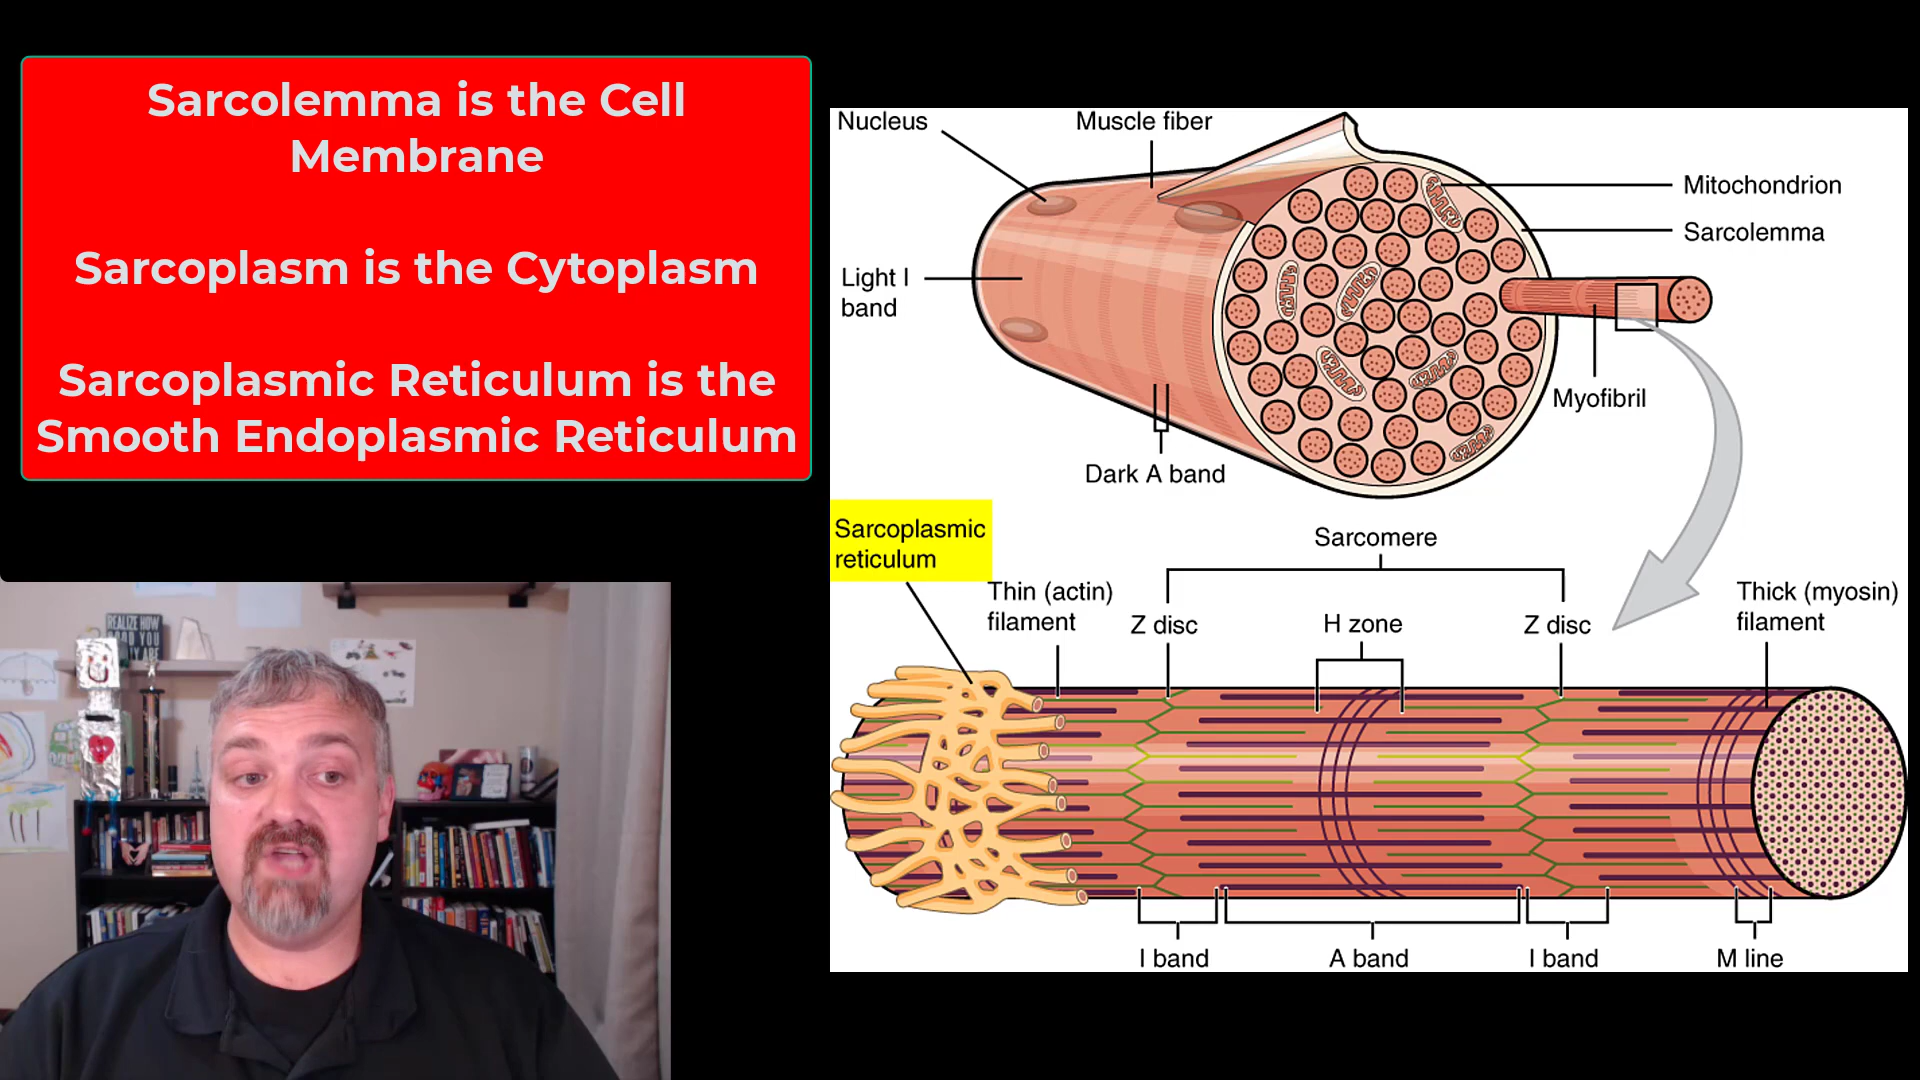 Sarcolemma is the Cell
Membrane
Sarcoplasm is the Cytoplasm
Sarcoplasmic Reticulum is the
Smooth Endoplasmic Reticulum
Nucleus
Muscle fiber
Mitochondrion
Sarcolemma
Light I
band
Myofibril
Dark A band
Sarcoplasmic
reticulum
Sarcomere
Thin (actin)
filament
Z disc
H zone
Z disc
Thick (myosin)
filament
I band
A band
I band
M line
REALIZE HOW